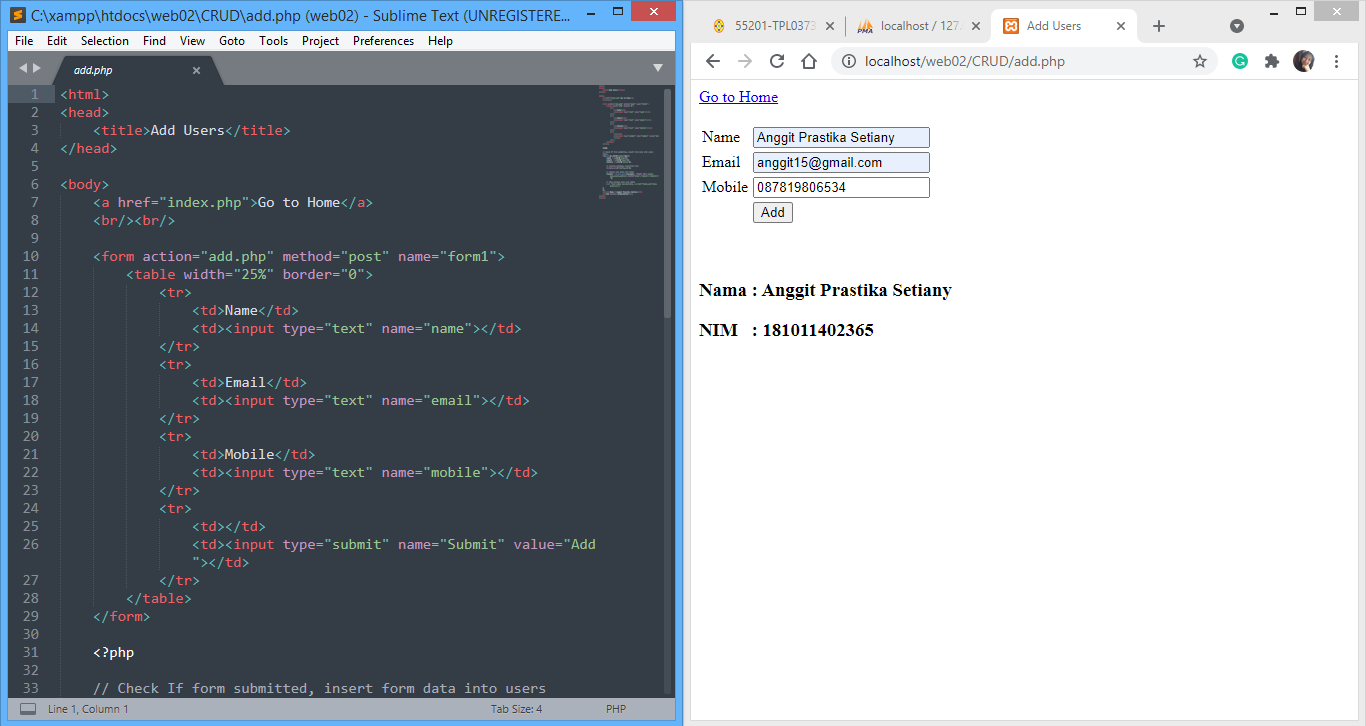 C:\xampp\htdocs\web02\CRUD\add.php (web02) - Sublime Text (UNREGISTERE...
File Edit Selection Find View Goto Tools Project Preferences Help
add.php
1 <html>
2 <head>
3 <title>Add Users</title>
4 </head>
5
6 <body>
7 <a href="index.php">Go to Home</a>
8 <br/><br/>
9
10 <form action="add.php" method="post" name="form1">
11 <table width="25%" border="0">
12 <tr>
13 <td>Name</td>
14 <td><input type="text" name="name"></td>
15 </tr>
16 <tr>
17 <td>Email</td>
18 <td><input type="text" name="email"></td>
19 </tr>
20 <tr>
21 <td>Mobile</td>
22 <td><input type="text" name="mobile"></td>
23 </tr>
24 <tr>
25 <td></td>
26 <td><input type="submit" name="Submit" value="Add
"></td>
27 </tr>
28 </table>
29 </form>
30
31 <?php
32
33 // Check If form submitted, insert form data into users
Line 1, Column 1 Tab Size: 4 PHP
55201-TPL0373 localhost / 127. Add Users
localhost/web02/CRUD/add.php
Go to Home
Name Anggit Prastika Setiany
Email anggit15@gmail.com
Mobile 087819806534
Add
Nama : Anggit Prastika Setiany
NIM : 181011402365